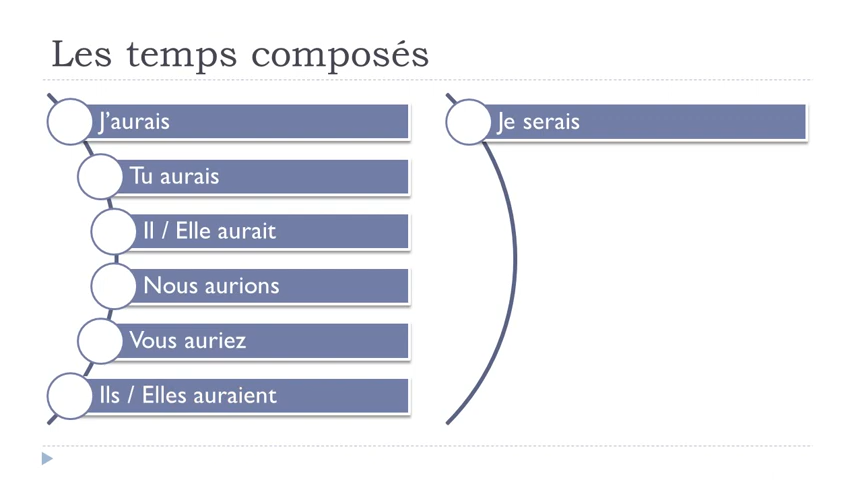 Les temps composés
J'aurais
Tu aurais
Il / Elle aurait
Nous aurions
Vous auriez
Ils / Elles auraient
Je serais